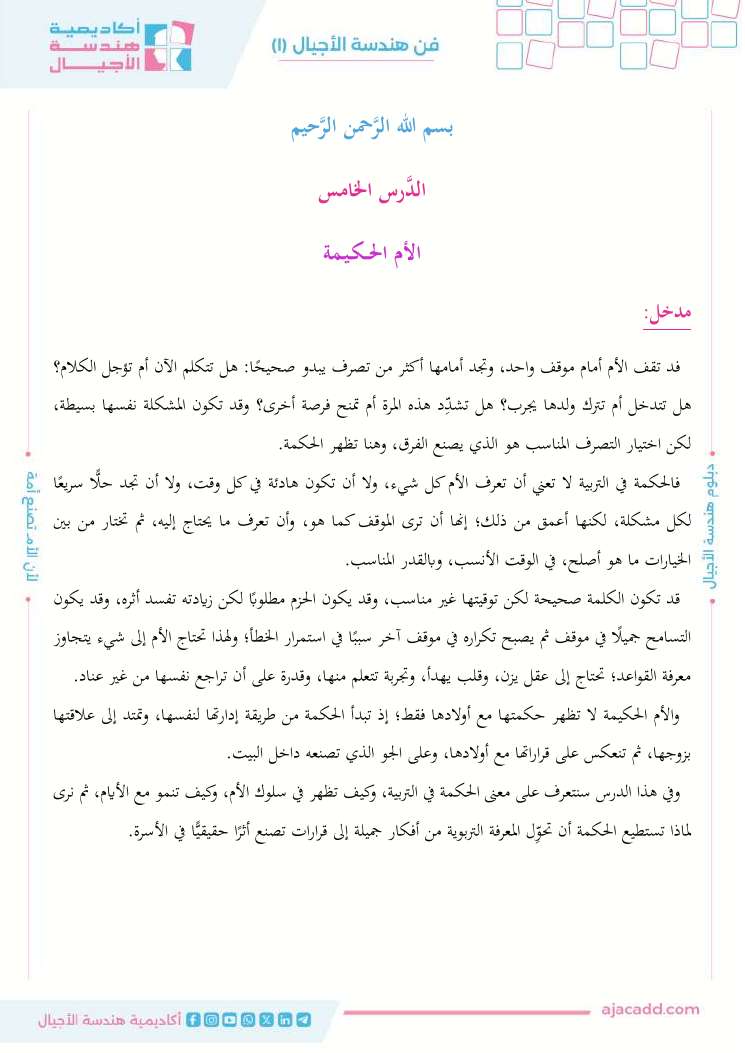 أكاديمية
هندسة
الأجيال
فن هندسة الأجيال (١)
بسم الله الرَّحمن الرَّحيم
الدَّرس الخامس
الأم الحكيمة
مدخل:
قد تقف الأم أمام موقف واحد، وتجد أمامها أكثر من تصرف يبدو صحيحًا: هل تتكلم الآن أم تؤجل الكلام؟
هل تتدخل أم تترك ولدها يجرب؟ هل تشدّد هذه المرة أم تمنح فرصة أخرى؟ وقد تكون المشكلة نفسها بسيطة،
لكن اختيار التصرف المناسب هو الذي يصنع الفرق، وهنا تظهر الحكمة.
فالحكمة في التربية لا تعني أن تعرف الأم كل شيء، ولا أن تكون هادئة في كل وقت، ولا أن تجد حلًّا سريعًا
لكل مشكلة، لكنها أعمق من ذلك؛ إنها أن ترى الموقف كما هو، وأن تعرف ما يحتاج إليه، ثم تختار من بين
الخيارات ما هو أصلح، في الوقت الأنسب، وبالقدر المناسب.
قد تكون الكلمة صحيحة لكن توقيتها غير مناسب، وقد يكون الحزم مطلوبًا لكن زيادته تفسد أثره، وقد يكون
التسامح جميلًا في موقف ثم يصبح تكراره في موقف آخر سببًا في استمرار الخطأ؛ ولهذا تحتاج الأم إلى شيء يتجاوز
معرفة القواعد؛ تحتاج إلى عقل يزن، وقلب يهدأ، وتجربة تتعلم منها، وقدرة على أن تراجع نفسها من غير عناد.
والأم الحكيمة لا تظهر حكمتها مع أولادها فقط؛ إذ تبدأ الحكمة من طريقة إدارتها لنفسها، وتمتد إلى علاقتها
بزوجها، ثم تنعكس على قراراتها مع أولادها، وعلى الجو الذي تصنعه داخل البيت.
وفي هذا الدرس سنتعرف على معنى الحكمة في التربية، وكيف تظهر في سلوك الأم، وكيف تنمو مع الأيام، ثم نرى
لماذا تستطيع الحكمة أن تحوّل المعرفة التربوية من أفكار جميلة إلى قرارات تصنع أثرًا حقيقيًّا في الأسرة.
دبلوم هندسة الأجيال
لأن الأم تصنع أمة
أكاديمية هندسة الأجيال
ajacadd.com